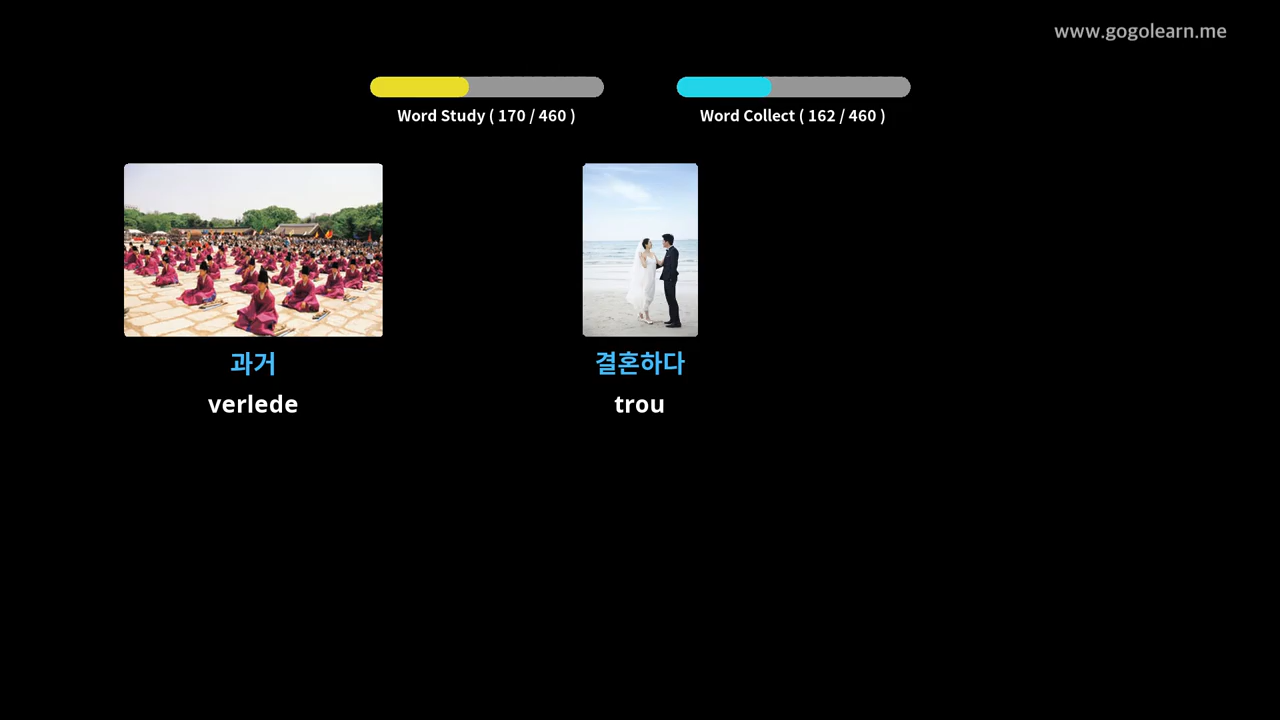 www.gogolearn.me
Word Study ( 170 / 460 )
Word Collect ( 162 / 460 )
과거
결혼하다
verlede
trou